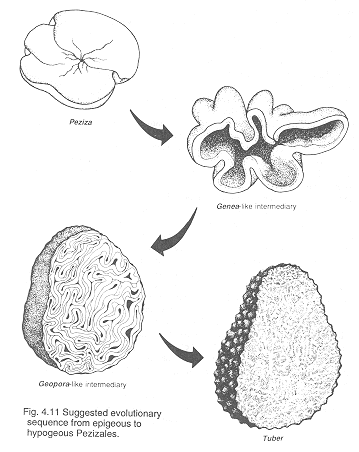 Peziza
Genea-like intermediary
Geopora-like intermediary
Fig. 4.11 Suggested evolutionary
sequence from epigeous to
hypogeous Pezizales.
Tuber